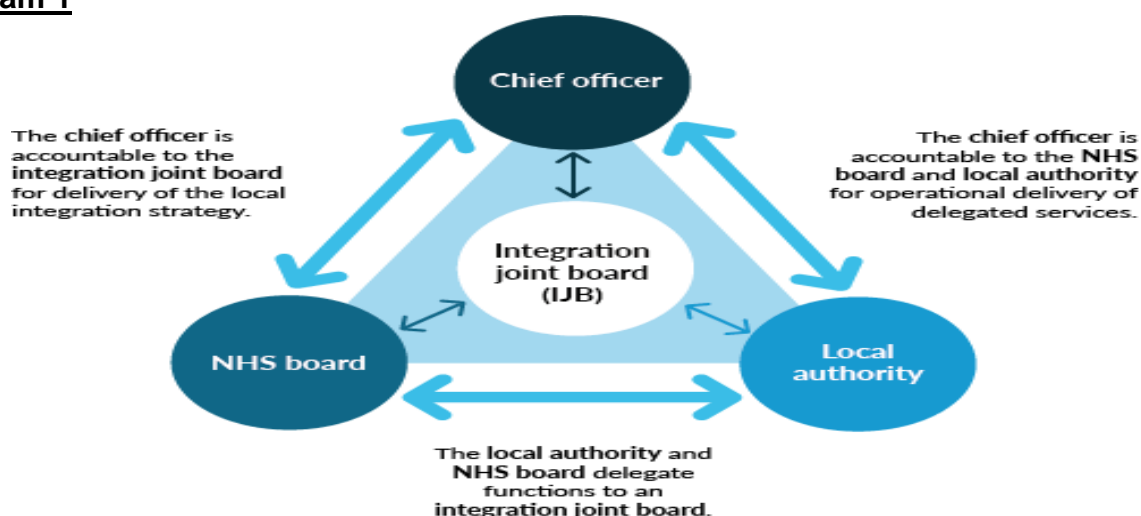 Chief officer
The chief officer is
accountable to the
integration joint board
for delivery of the local
integration strategy.
The chief officer is
accountable to the NHS
board and local authority
for operational delivery of
delegated services.
Integration
joint board
(IJB)
NHS board
Local
authority
The local authority and
NHS board delegate
functions to an
integration joint board.